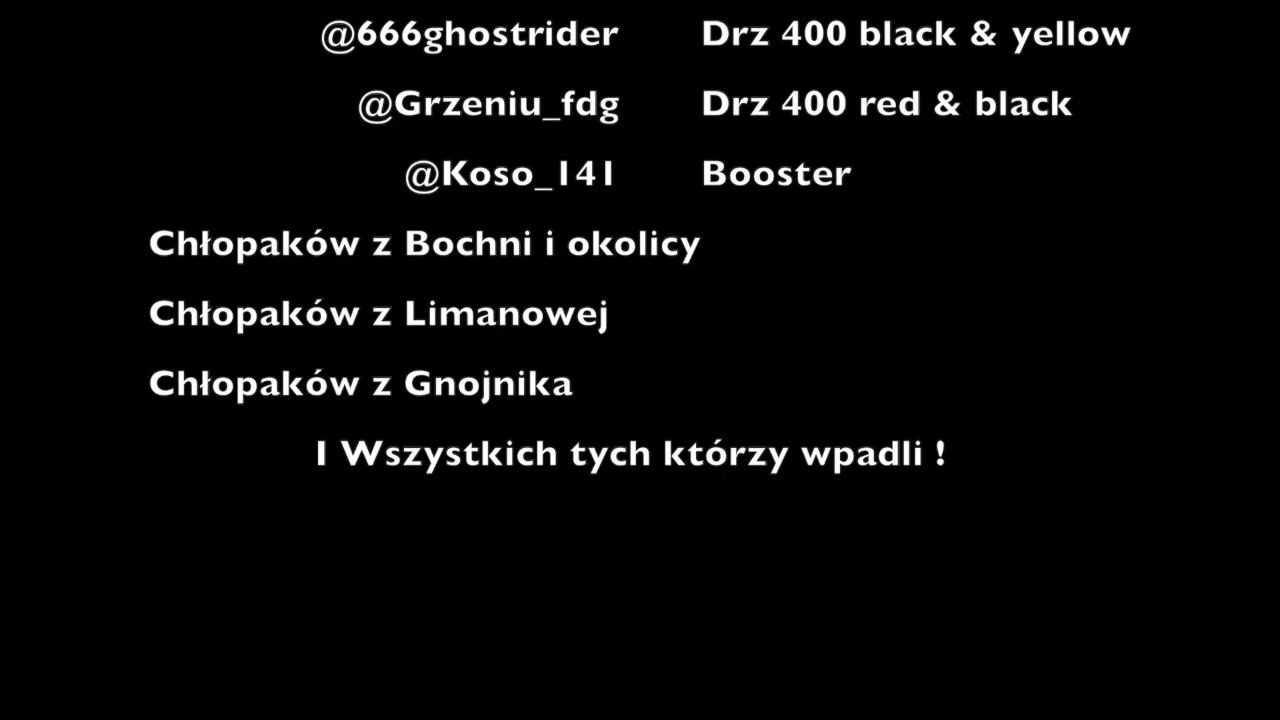 @666ghostrider Drz 400 black & yellow
@Grzeniu_fdg Drz 400 red & black
@Koso_141 Booster
Chłopaków z Bochni i okolicy
Chłopaków z Limanowej
Chłopaków z Gnojnika
I Wszystkich tych którzy wpadli !